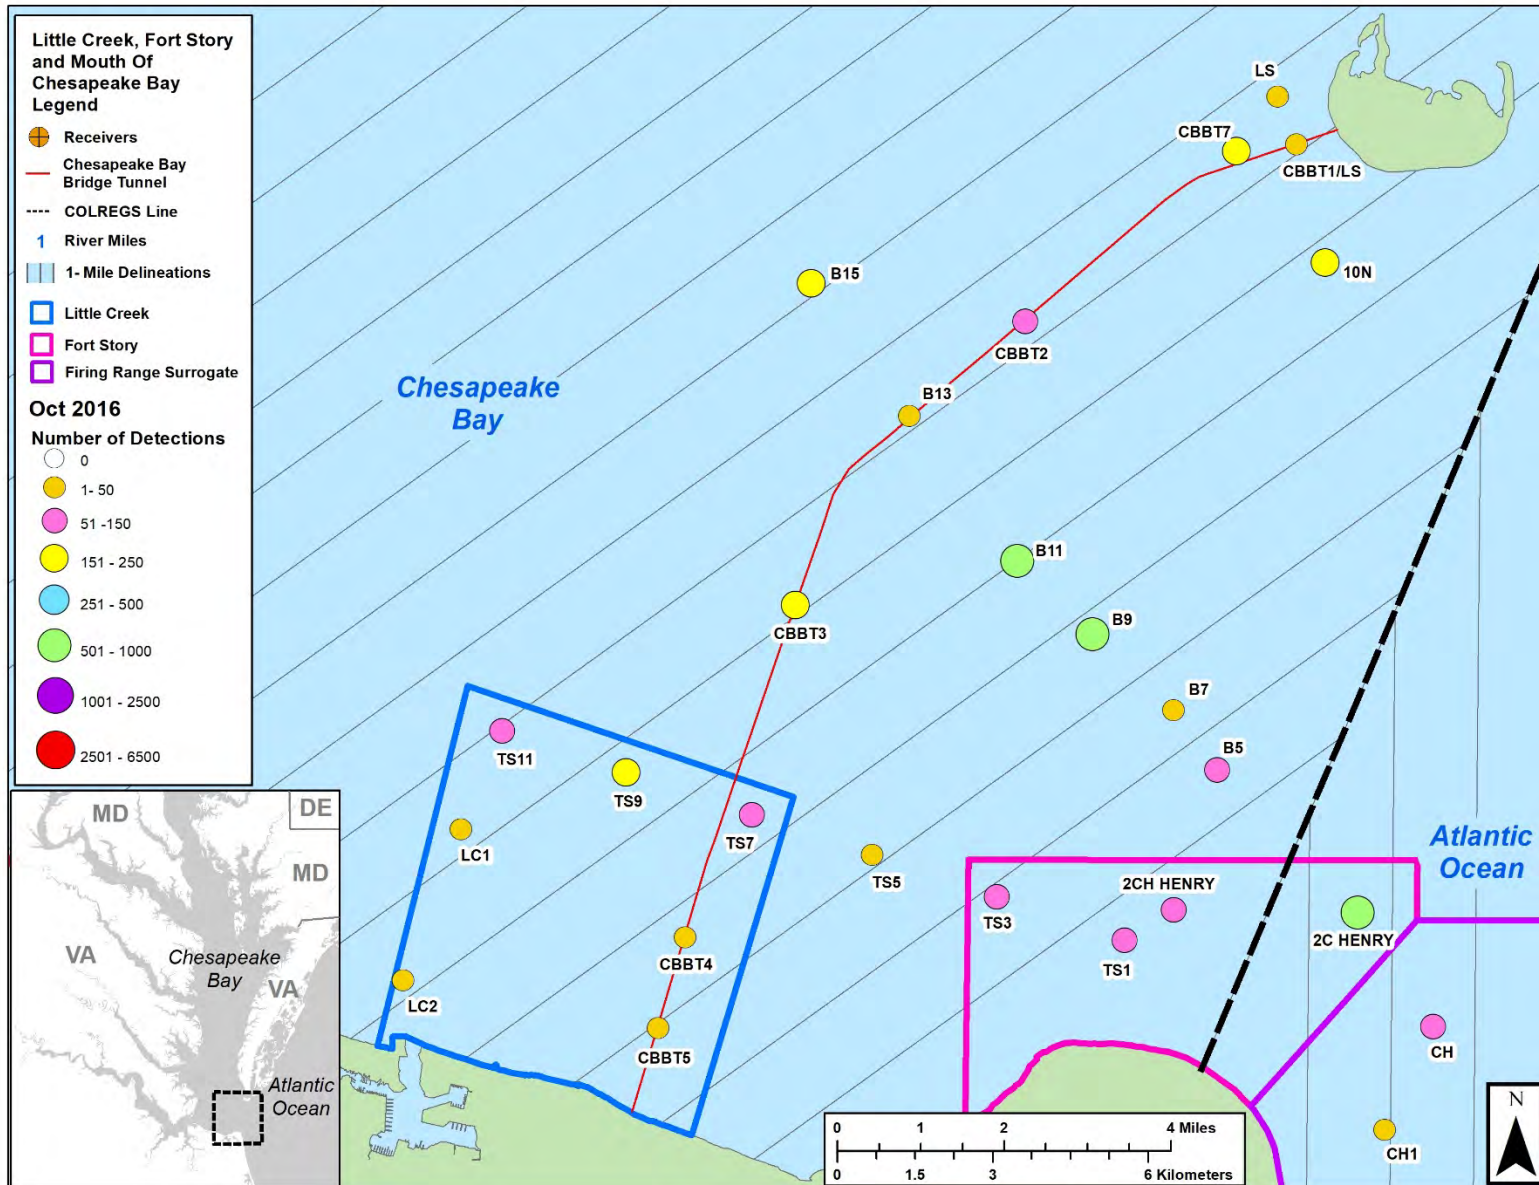 Little Creek, Fort Story
and Mouth Of
Chesapeake Bay
Legend
Receivers
Chesapeake Bay
Bridge Tunnel
COLREGS Line
1 River Miles
1- Mile Delineations
Little Creek
Fort Story
Firing Range Surrogate
Oct 2016
Number of Detections
0
1- 50
51 -150
151 - 250
251 - 500
501 - 1000
1001 - 2500
2501 - 6500
LS
CBBT7
CBBT1/LS
10N
B15
CBBT2
B13
Chesapeake
Bay
B11
CBBT3
B9
B7
B5
TS11
TS9
TS7
LC1
TS5
Atlantic
Ocean
2CH HENRY
TS3
TS1
2C HENRY
CBBT4
LC2
CBBT5
CH
CH1
MD
DE
MD
VA
Chesapeake
Bay
VA
Atlantic
Ocean
0 1 2 4 Miles
0 1.5 3 6 Kilometers
N